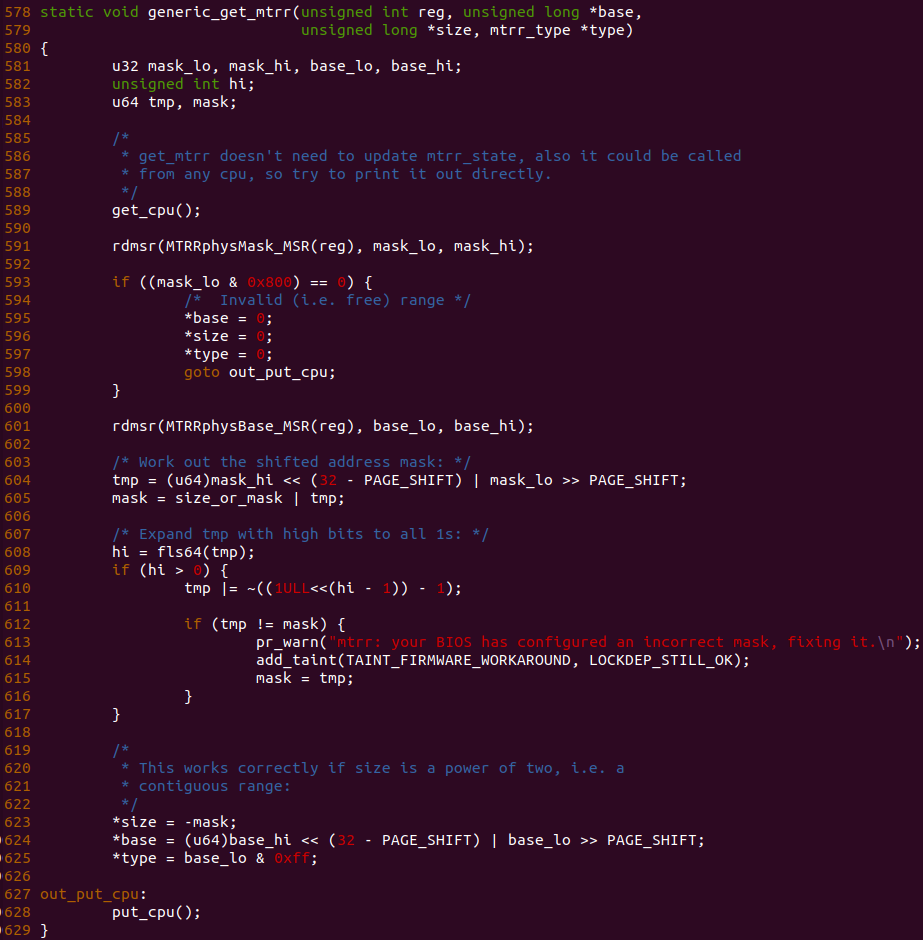 578 static void generic_get_mtrr(unsigned int reg, unsigned long *base,
579                              unsigned long *size, mtrr_type *type)
580 {
581         u32 mask_lo, mask_hi, base_lo, base_hi;
582         unsigned int hi;
583         u64 tmp, mask;
584
585         /*
586          * get_mtrr doesn't need to update mtrr_state, also it could be called
587          * from any cpu, so try to print it out directly.
588          */
589         get_cpu();
590
591         rdmsr(MTRRphysMask_MSR(reg), mask_lo, mask_hi);
592
593         if ((mask_lo & 0x800) == 0) {
594                 /*  Invalid (i.e. free) range */
595                 *base = 0;
596                 *size = 0;
597                 *type = 0;
598                 goto out_put_cpu;
599         }
600
601         rdmsr(MTRRphysBase_MSR(reg), base_lo, base_hi);
602
603         /* Work out the shifted address mask: */
604         tmp = (u64)mask_hi << (32 - PAGE_SHIFT) | mask_lo >> PAGE_SHIFT;
605         mask = size_or_mask | tmp;
606
607         /* Expand tmp with high bits to all 1s: */
608         hi = fls64(tmp);
609         if (hi > 0) {
610                 tmp |= ~((1ULL<<(hi - 1)) - 1);
611
612                 if (tmp != mask) {
613                         pr_warn("mtrr: your BIOS has configured an incorrect mask, fixing it.\n");
614                         add_taint(TAINT_FIRMWARE_WORKAROUND, LOCKDEP_STILL_OK);
615                         mask = tmp;
616                 }
617         }
618
619         /*
620          * This works correctly if size is a power of two, i.e. a
621          * contiguous range:
622          */
623         *size = -mask;
624         *base = (u64)base_hi << (32 - PAGE_SHIFT) | base_lo >> PAGE_SHIFT;
625         *type = base_lo & 0xff;
626
627 out_put_cpu:
628         put_cpu();
629 }